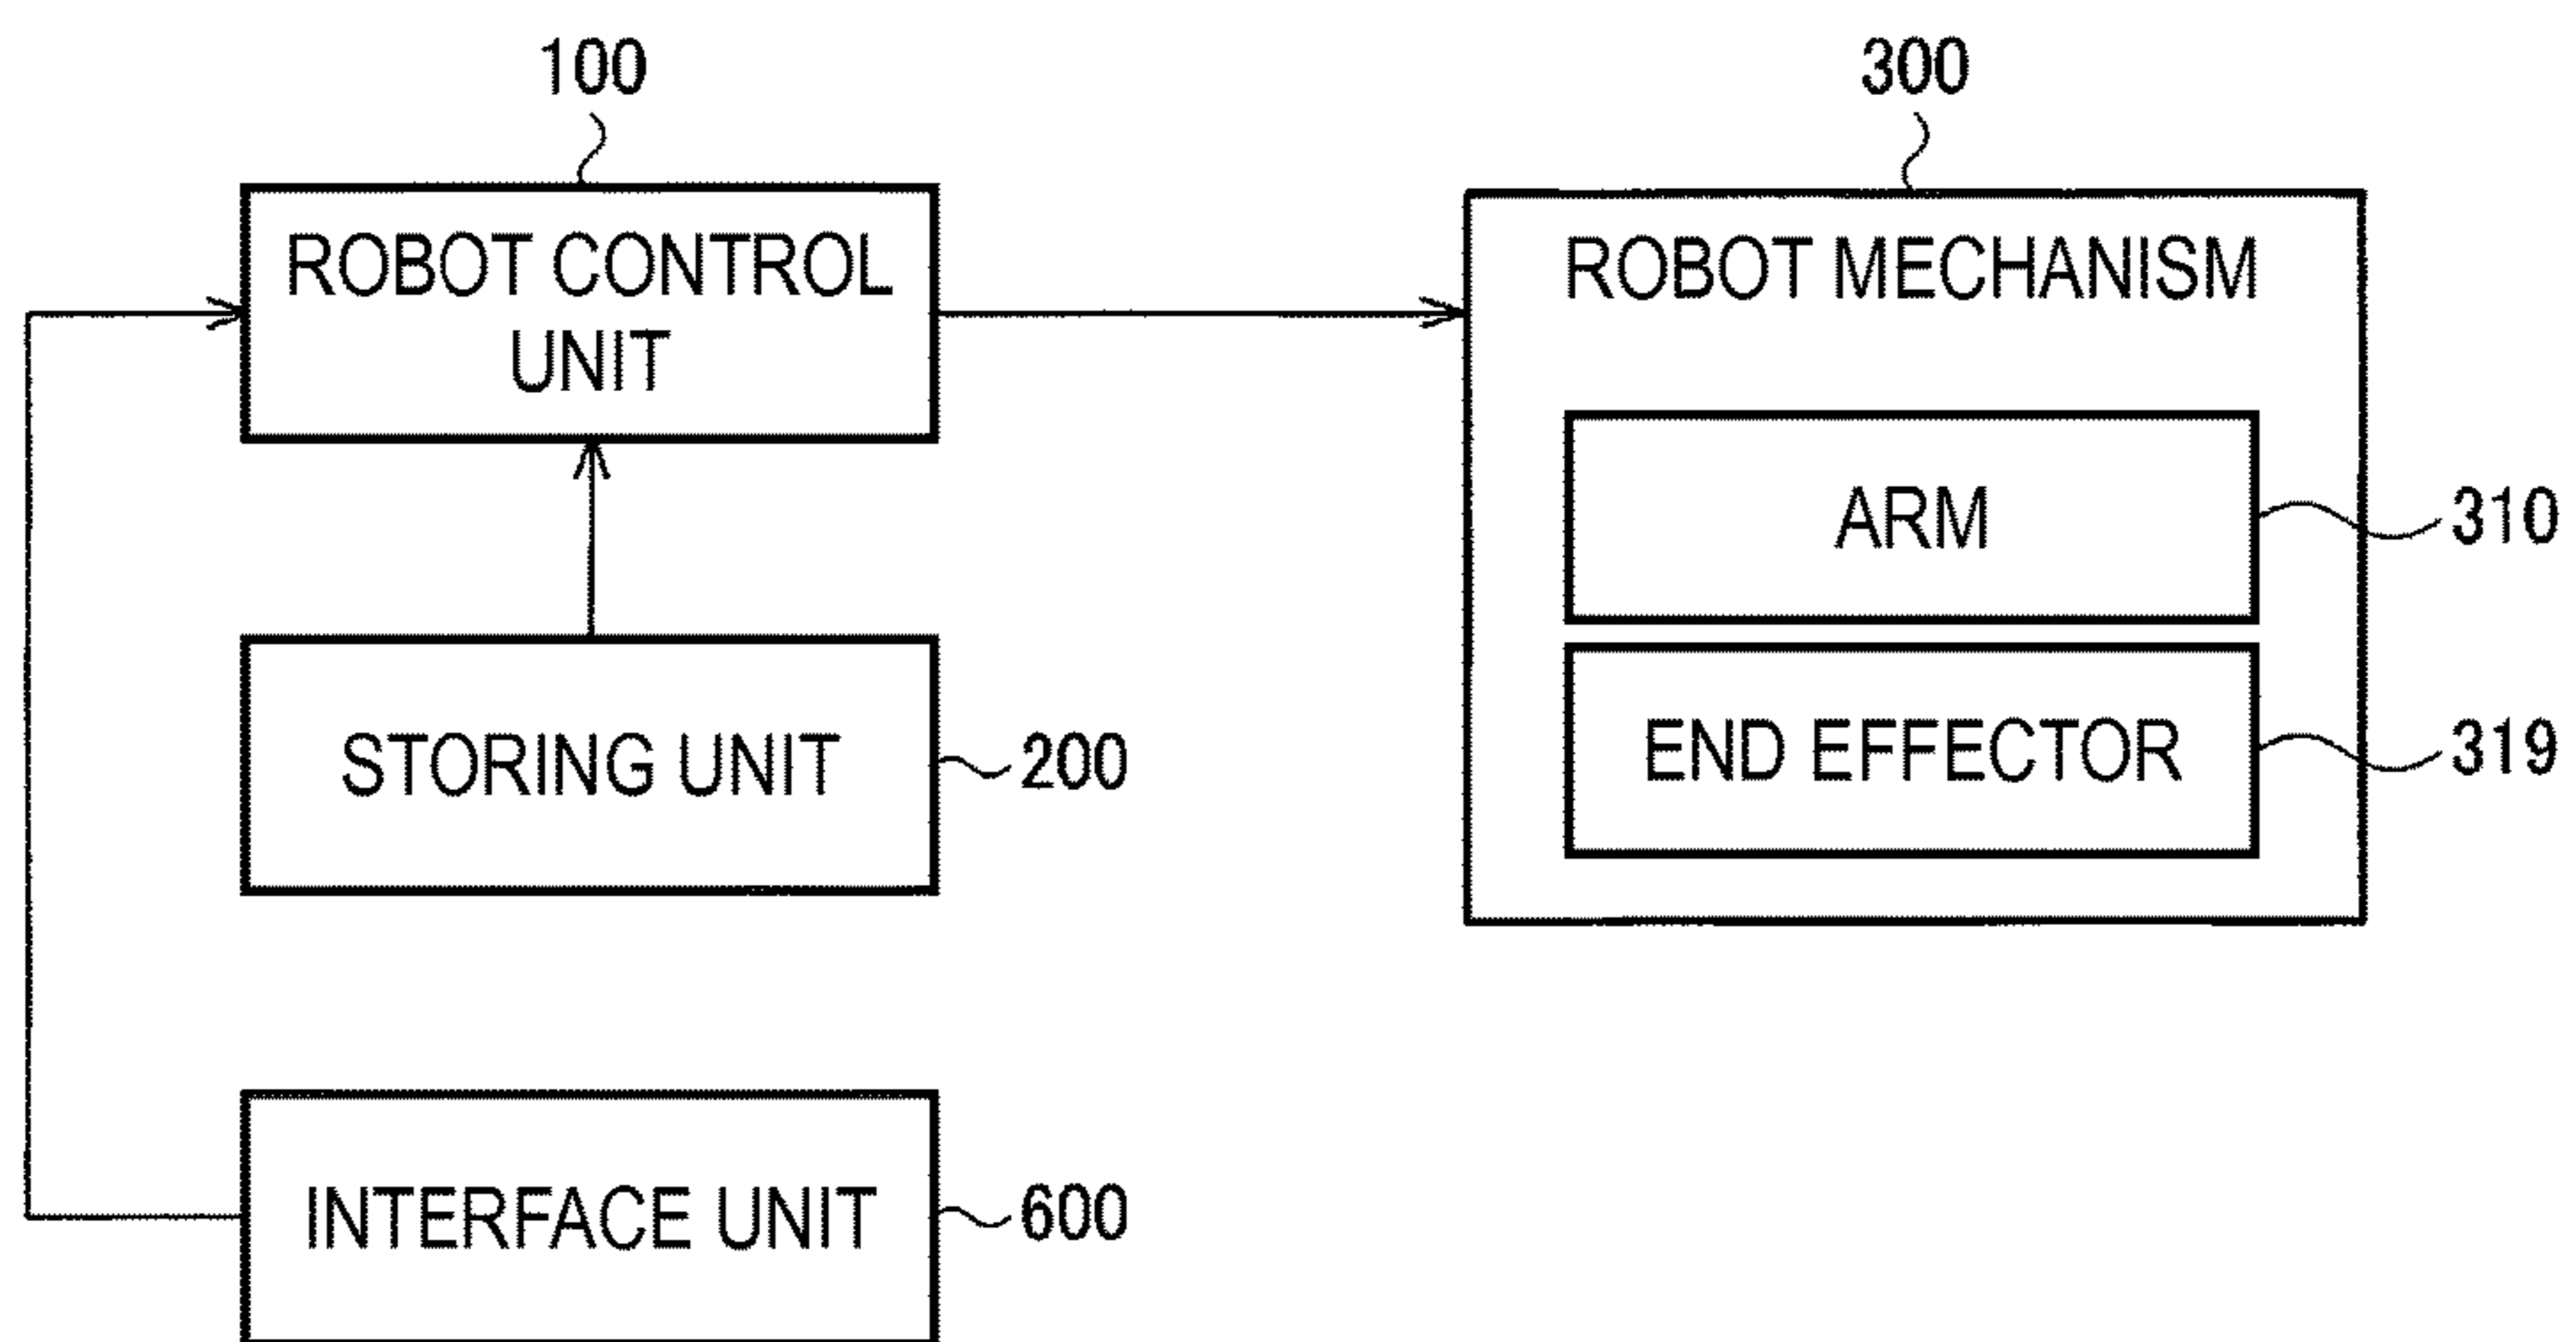 100
300
ROBOT CONTROL
UNIT
ROBOT MECHANISM
ARM
310
STORING UNIT
200
END EFFECTOR
319
INTERFACE UNIT
600